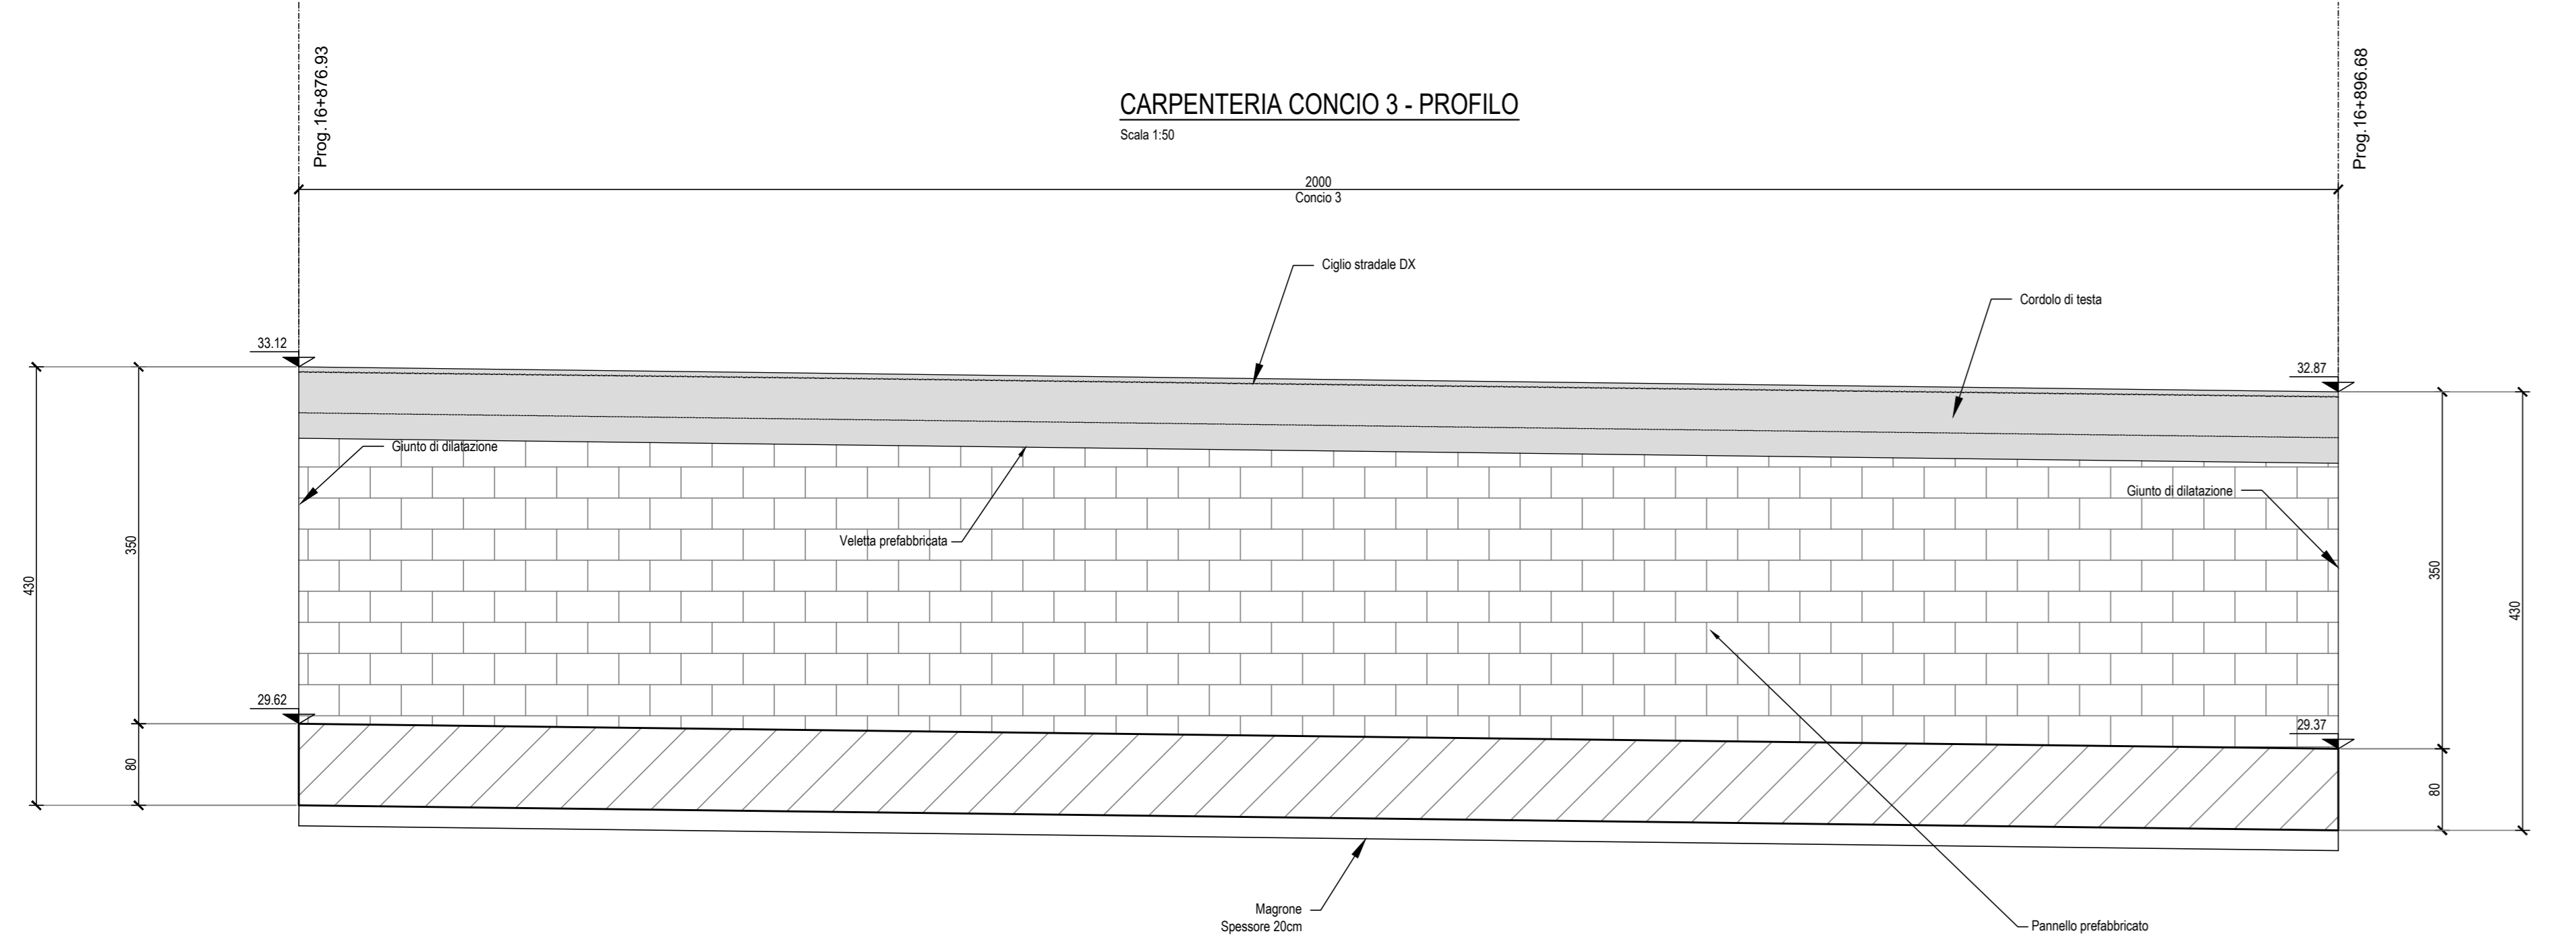 Prog.16+876.93
Prog.16+896.68
CARPENTERIA CONCIO 3 - PROFILO
Scala 1:50
2000
Concio 3
Ciglio stradale DX
Cordolo di testa
33.12
32.87
Giunto di dilatazione
Giunto di dilatazione
Veletta prefabbricata
350
430
350
430
29.62
29.37
80
80
Magrone
Spessore 20cm
Pannello prefabbricato